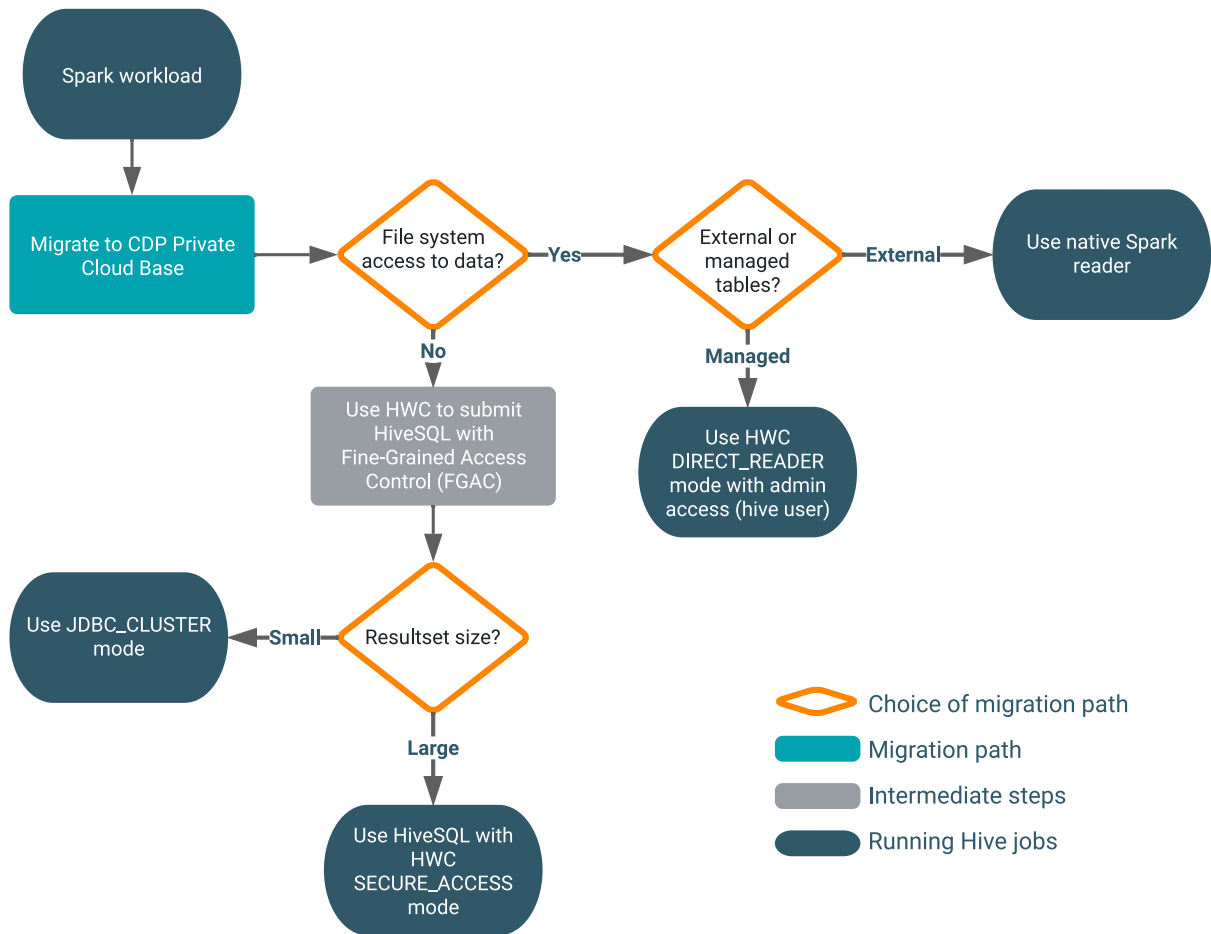 Spark workload
Migrate to CDP Private
Cloud Base
File system
access to data?
Yes
External or
managed
tables?
External
Use native Spark
reader
No
Managed
Use HWC to submit
HiveSQL with
Fine-Grained Access
Control (FGAC)
Use HWC
DIRECT_READER
mode with admin
access (hive user)
Use JDBC_CLUSTER
mode
Small
Resultset size?
Large
Use HiveSQL with
HWC
SECURE_ACCESS
mode
Choice of migration path
Migration path
Intermediate steps
Running Hive jobs